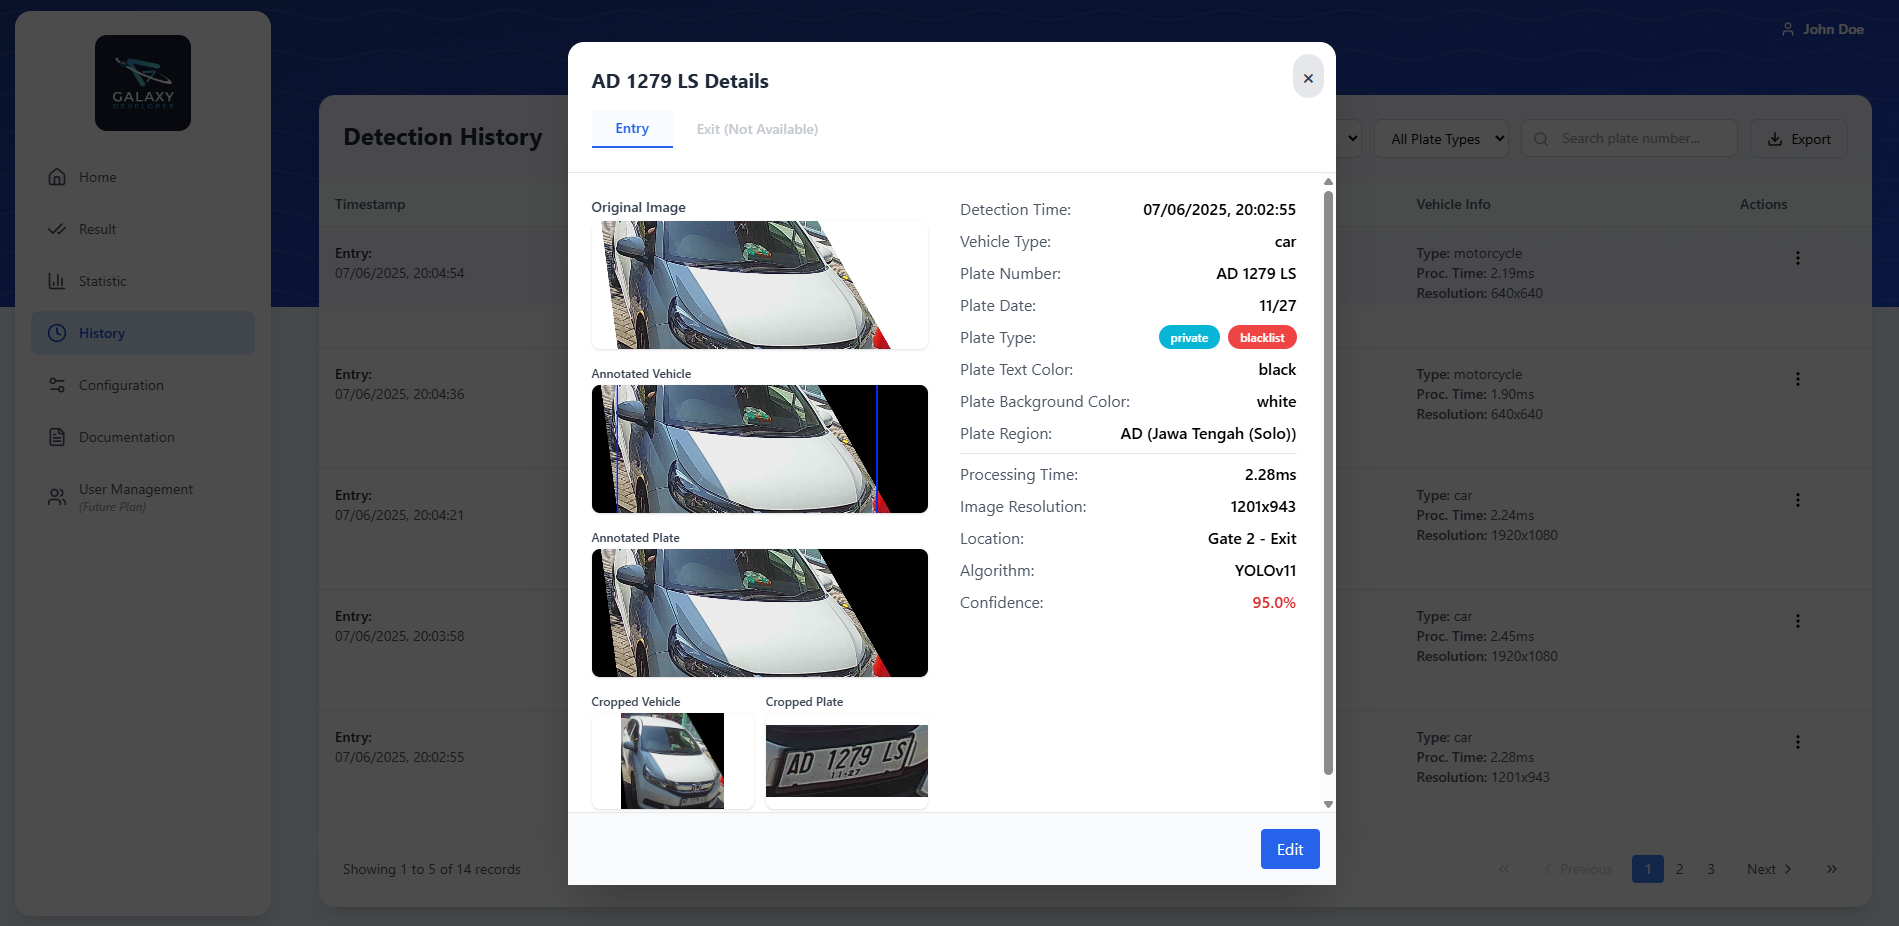 GALAXY
DEVELOPER
Home
Result
Statistic
History
Configuration
Documentation
User Management
(Future Plan)
John Doe
Detection History
All Plate Types
Search plate number...
Export
Timestamp
Vehicle Info
Actions
Entry:
07/06/2025, 20:04:54
Type: motorcycle
Proc. Time: 2.19ms
Resolution: 640x640
Entry:
07/06/2025, 20:04:36
Type: motorcycle
Proc. Time: 1.90ms
Resolution: 640x640
Entry:
07/06/2025, 20:04:21
Type: car
Proc. Time: 2.24ms
Resolution: 1920x1080
Entry:
07/06/2025, 20:03:58
Type: car
Proc. Time: 2.45ms
Resolution: 1920x1080
Entry:
07/06/2025, 20:02:55
Type: car
Proc. Time: 2.28ms
Resolution: 1201x943
Showing 1 to 5 of 14 records
« ‹ Previous 1 2 3 Next › »
AD 1279 LS Details
×
Entry
Exit (Not Available)
Original Image
Annotated Vehicle
Annotated Plate
Cropped Vehicle
Cropped Plate
AD 1279 LS
11-27
Detection Time: 07/06/2025, 20:02:55
Vehicle Type: car
Plate Number: AD 1279 LS
Plate Date: 11/27
Plate Type: private blacklist
Plate Text Color: black
Plate Background Color: white
Plate Region: AD (Jawa Tengah (Solo))
Processing Time: 2.28ms
Image Resolution: 1201x943
Location: Gate 2 - Exit
Algorithm: YOLOv11
Confidence: 95.0%
Edit